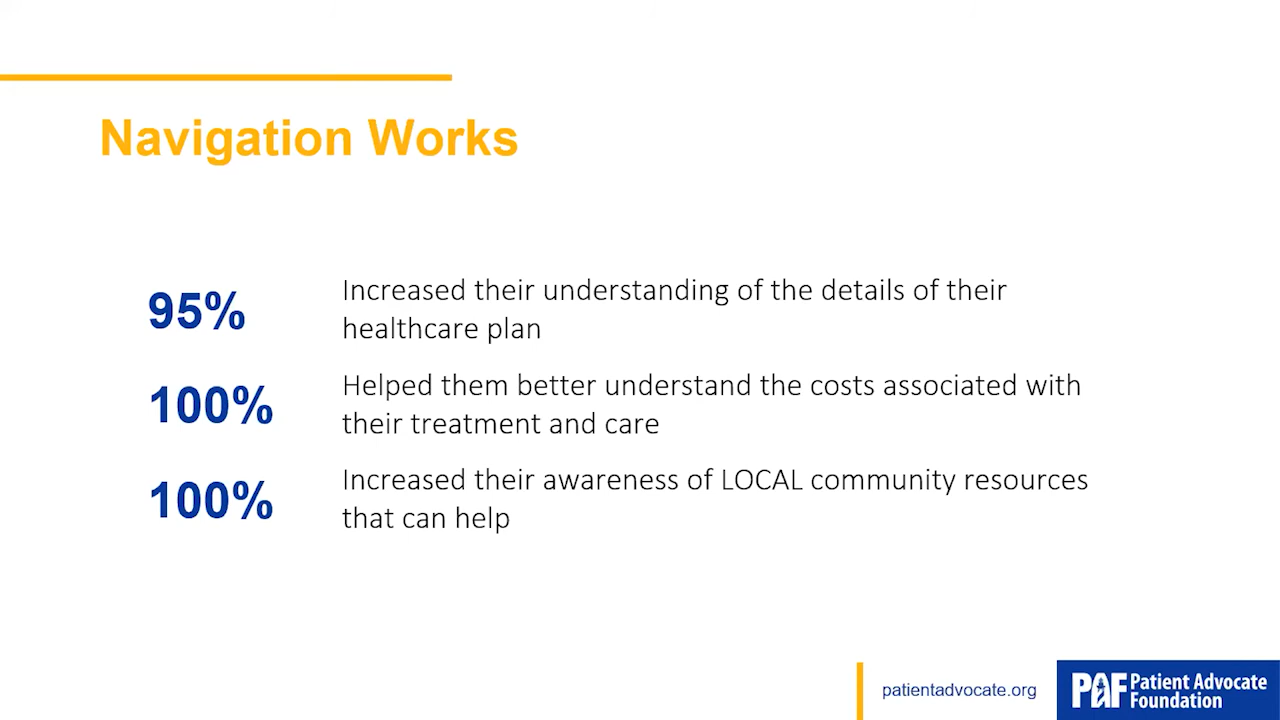 Navigation Works
95%
Increased their understanding of the details of their
healthcare plan
100%
Helped them better understand the costs associated with
their treatment and care
100%
Increased their awareness of LOCAL community resources
that can help
patientadvocate.org
PAF Patient Advocate
Foundation